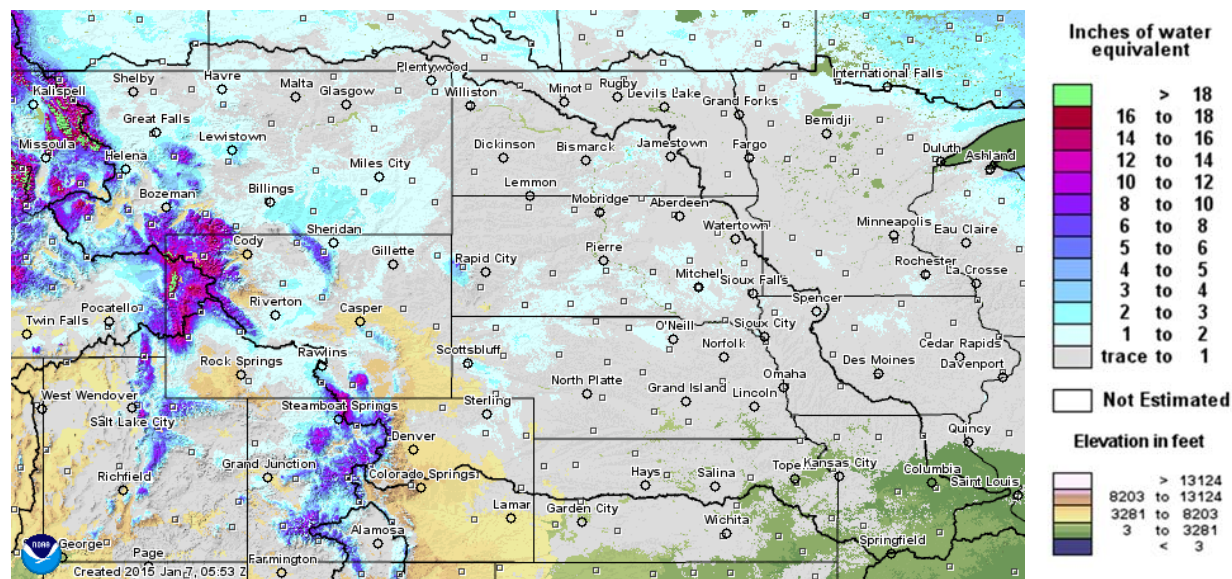 Kalispell
Shelby
Havre
Malta
Glasgow
Plentywood
Williston
Minot
Rugby
Devils Lake
Grand Forks
International Falls
Great Falls
Lewistown
Bemidji
Missoula
Helena
Miles City
Dickinson
Bismarck
Jamestown
Fargo
Duluth
Ashland
Bozeman
Billings
Lemmon
Mobridge
Aberdeen
Minneapolis
Eau Claire
Cody
Sheridan
Gillette
Rapid City
Pierre
Watertown
Rochester
La Crosse
Mitchell
Sioux Falls
Spencer
Pocatello
Twin Falls
Riverton
Casper
O'Neill
Sioux City
Rock Springs
Rawlins
Scottsbluff
Norfolk
Des Moines
Cedar Rapids
Davenport
West Wendover
Salt Lake City
Steamboat Springs
Sterling
North Platte
Grand Island
Lincoln
Omaha
Denver
Quincy
Richfield
Grand Junction
Colorado Springs
Hays
Salina
Tope
Kansas City
Columbia
Saint Louis
Lamar
Garden City
Wichita
Springfield
Alamosa
George
Page
Farmington
NOAA
Created 2015 Jan 7, 05:53 Z
Inches of water
equivalent
> 18
16 to 18
14 to 16
12 to 14
10 to 12
8 to 10
6 to 8
5 to 6
4 to 5
3 to 4
2 to 3
1 to 2
trace to 1
Not Estimated
Elevation in feet
> 13124
8203 to 13124
3281 to 8203
3 to 3281
< 3